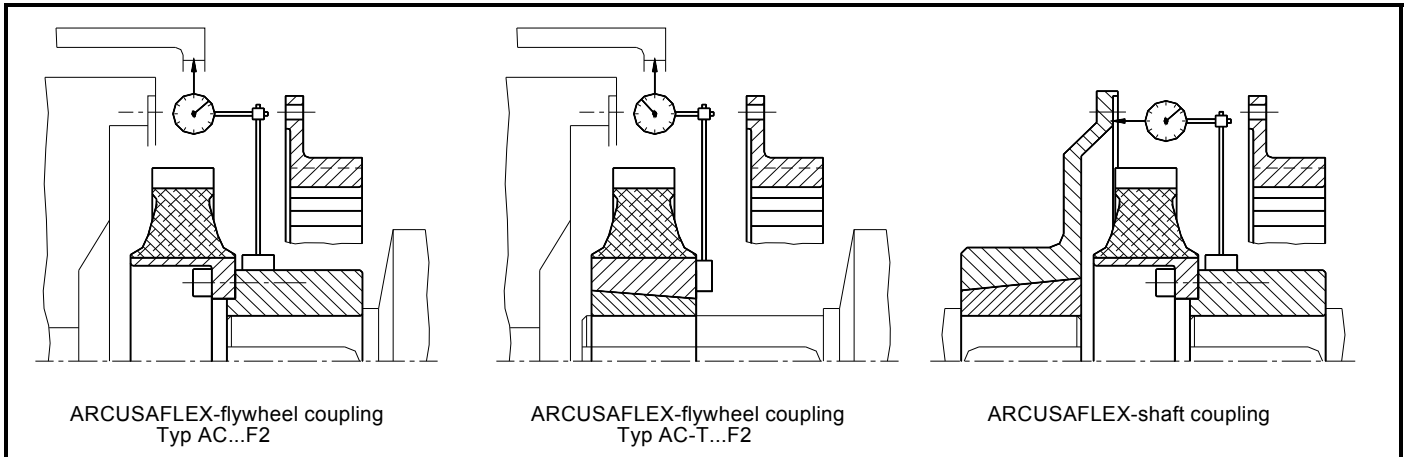 ARCUSAFLEX-flywheel coupling
Typ AC...F2
ARCUSAFLEX-flywheel coupling
Typ AC-T...F2
ARCUSAFLEX-shaft coupling